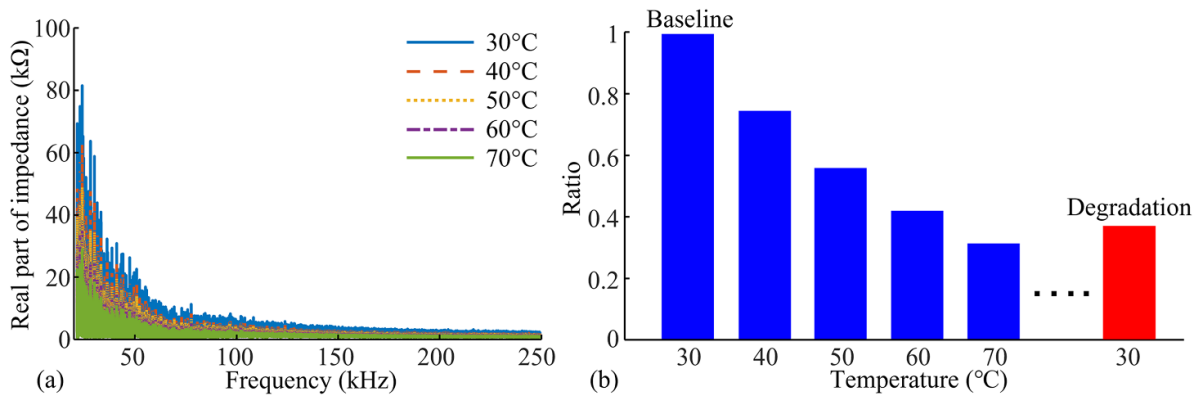 100
80
60
40
20
0
Real part of impedance (kΩ)
30°C
40°C
50°C
60°C
70°C
50
100
150
200
250
Frequency (kHz)
(a)
Baseline
1
0.8
0.6
0.4
0.2
0
Ratio
Degradation
30
40
50
60
70
30
Temperature (℃)
(b)